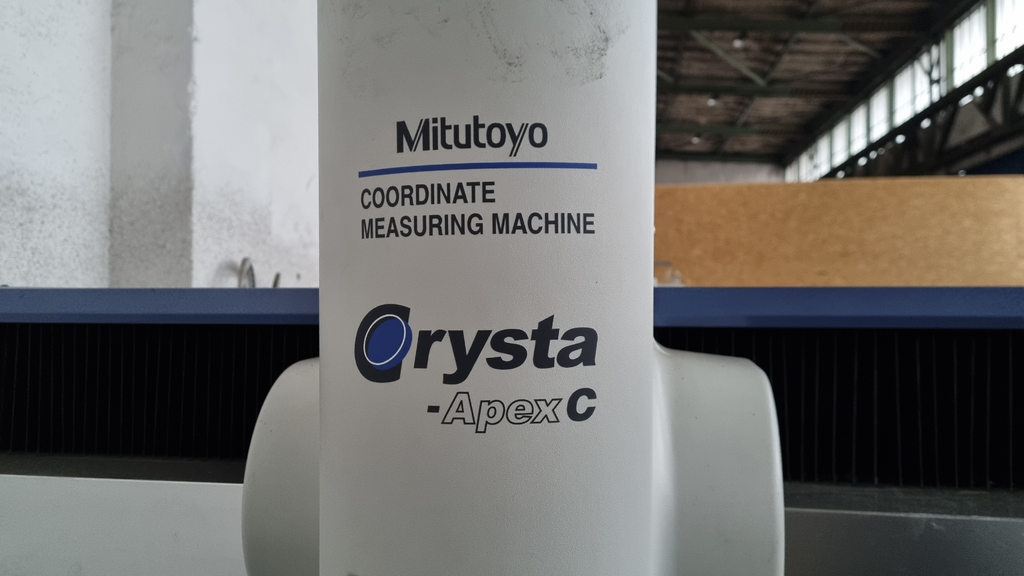 Mitutoyo
COORDINATE
MEASURING MACHINE
Crysta
-Apex C